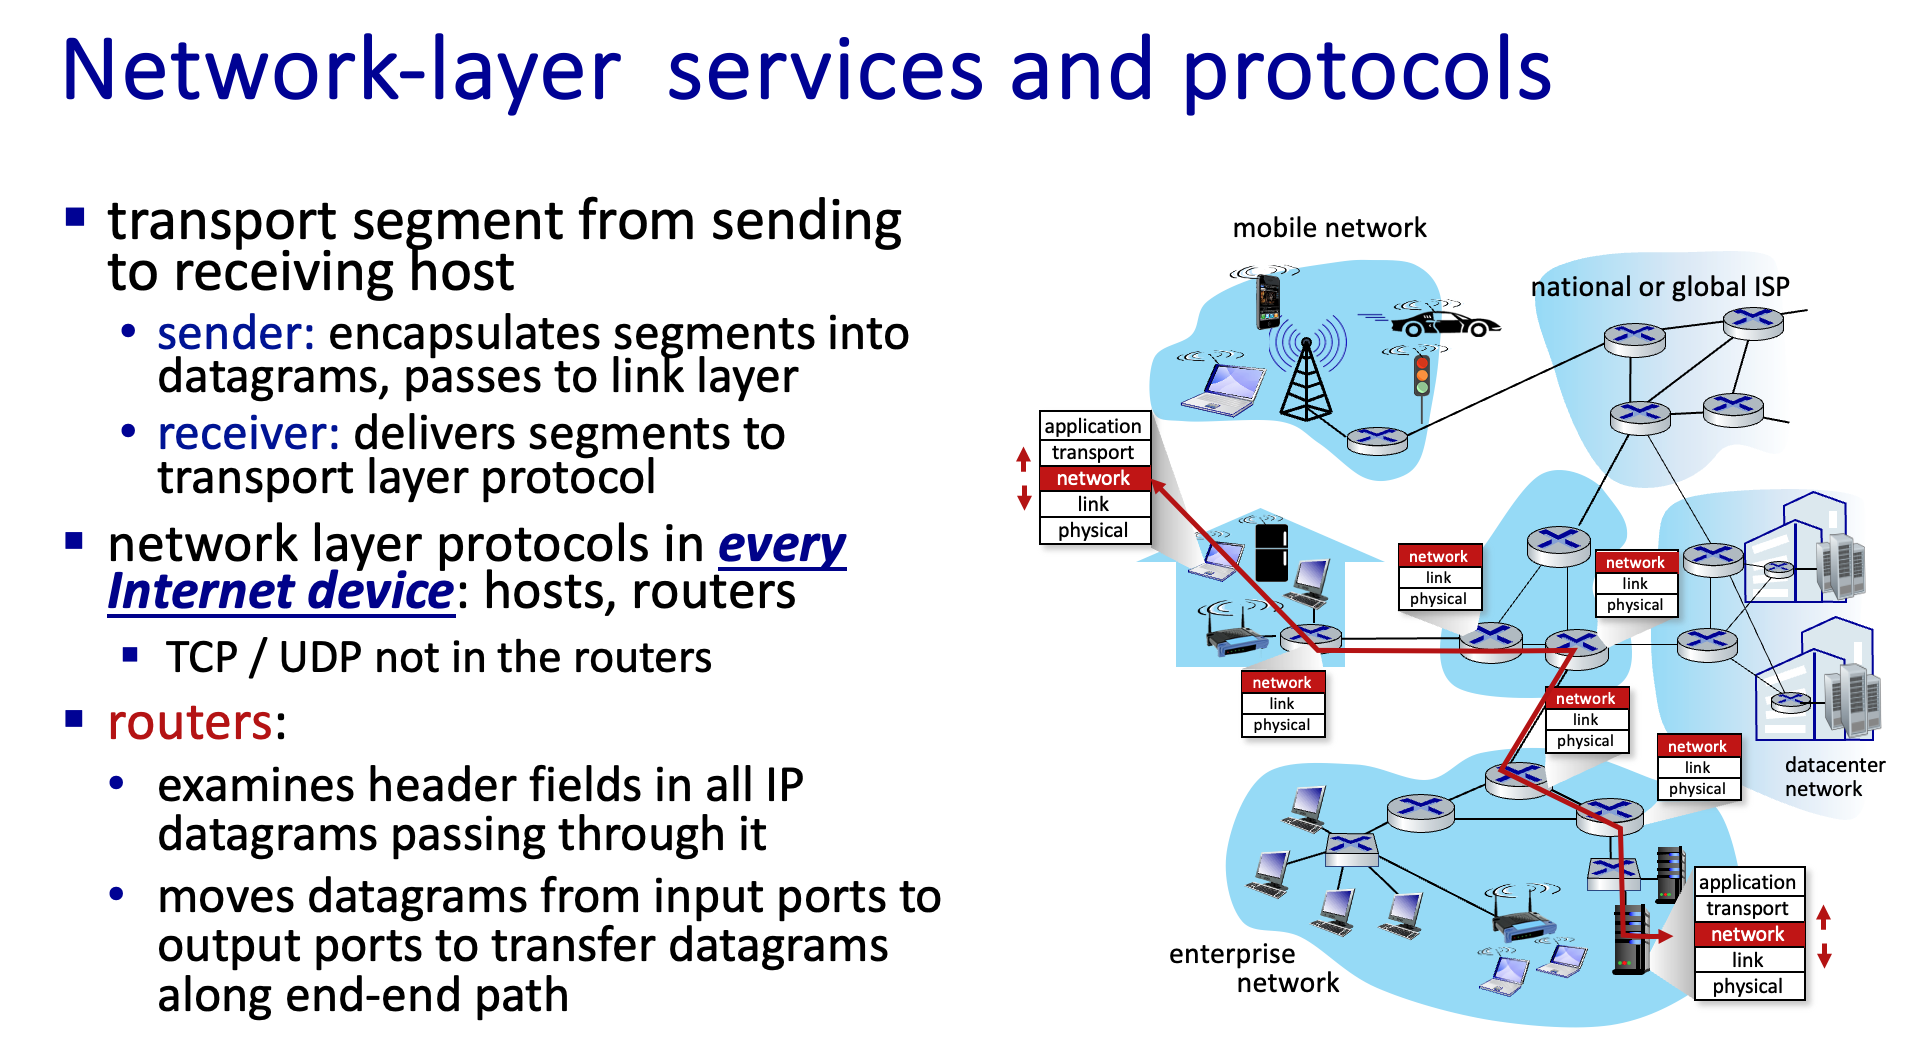 Network-layer  services and protocols
transport segment from sending
to receiving host
sender: encapsulates segments into
datagrams, passes to link layer
receiver: delivers segments to
transport layer protocol
network layer protocols in every
Internet device: hosts, routers
TCP / UDP not in the routers
routers:
examines header fields in all IP
datagrams passing through it
moves datagrams from input ports to
output ports to transfer datagrams
along end-end path
mobile network
national or global ISP
application
transport
network
link
physical
network
link
physical
network
link
physical
network
link
physical
network
link
physical
network
link
physical
datacenter
network
application
transport
network
link
physical
enterprise
network